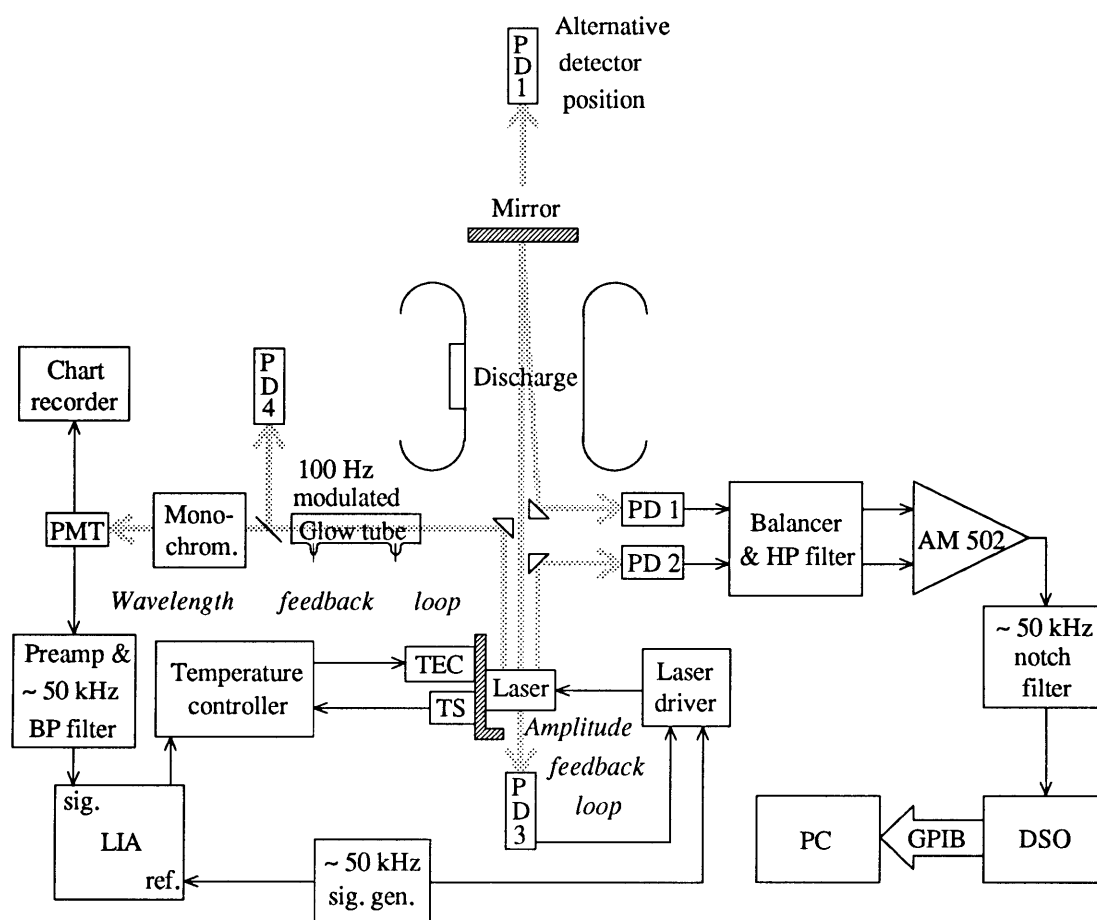 P
D
1
Alternative
detector
position
Mirror
Discharge
Chart
recorder
P
D
4
100 Hz
modulated
Glow tube
PMT
Mono-
chrom.
PD 1
PD 2
Balancer
& HP filter
AM 502
Wavelength feedback loop
Preamp &
~ 50 kHz
BP filter
Temperature
controller
TEC
TS
Laser
Laser
driver
~ 50 kHz
notch
filter
Amplitude
feedback
loop
P
D
3
sig.
LIA
ref.
~ 50 kHz
sig. gen.
PC
GPIB
DSO